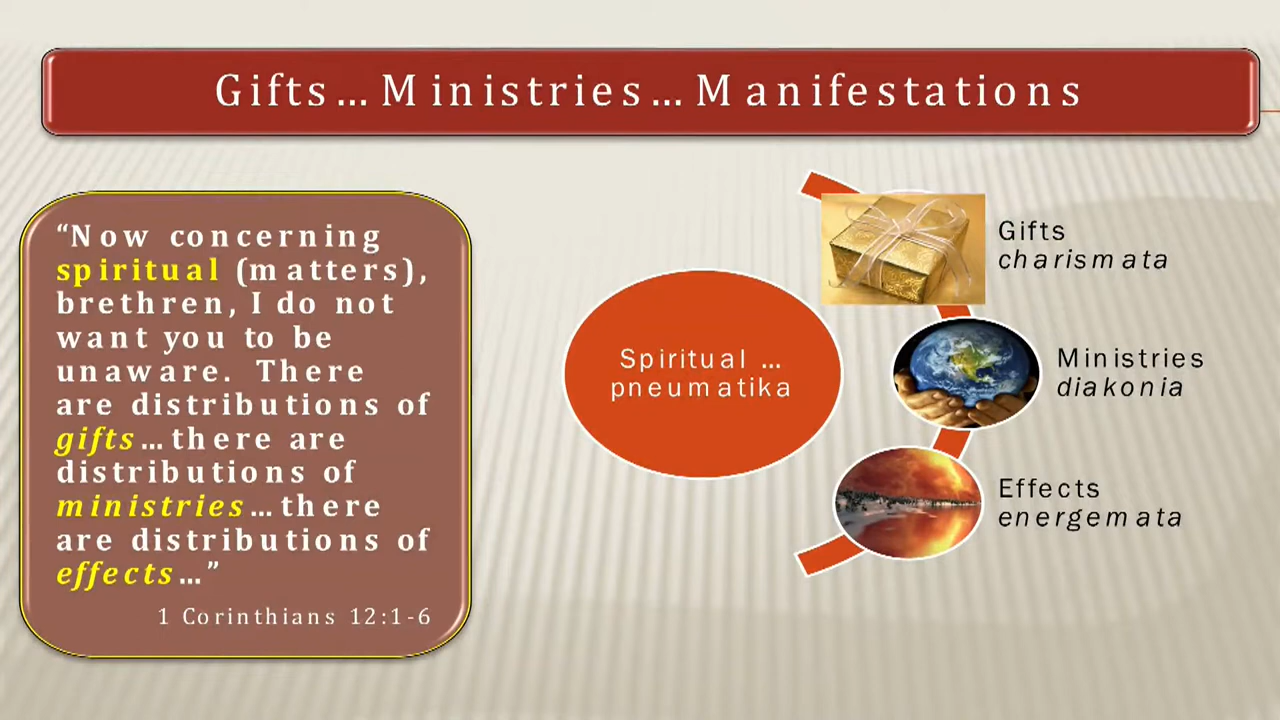 Gifts…Ministries…Manifestations
“Now concerning
spiritual (matters),
brethren, I do not
want you to be
unaware. There
are distributions of
gifts…there are
distributions of
ministries…there
are distributions of
effects…”
1 Corinthians 12:1-6
Spiritual …
pneumatika
Gifts
charismata
Ministries
diakonia
Effects
energemata